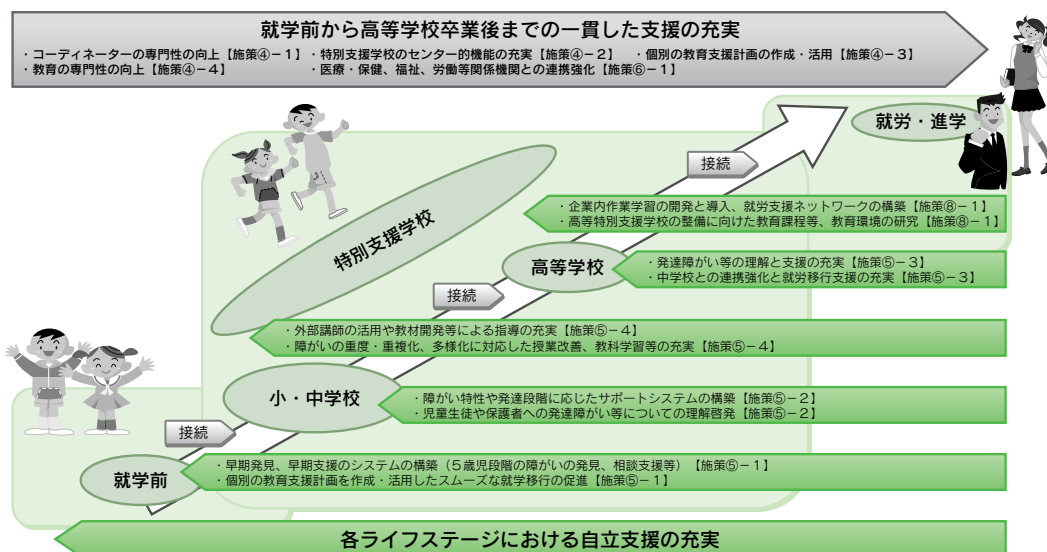 就学前から高等学校卒業後までの一貫した支援の充実
・コーディネーターの専門性の向上【施策④－1】・特別支援学校のセンター的機能の充実【施策④－2】　・個別の教育支援計画の作成・活用【施策④－3】
・教育の専門性の向上【施策④－4】　・医療・保健、福祉、労働等関係機関との連携強化【施策⑥－1】
就労・進学
接続
・企業内作業学習の開発と導入、就労支援ネットワークの構築【施策⑧－1】
・高等特別支援学校の整備に向けた教育課程等、教育環境の研究【施策⑧－1】
特別支援学校
高等学校
・発達障がい等の理解と支援の充実【施策⑤－3】
・中学校との連携強化と就労移行支援の充実【施策⑤－3】
接続
・外部講師の活用や教材開発等による指導の充実【施策⑤－4】
・障がいの重度・重複化、多様化に対応した授業改善、教科学習等の充実【施策⑤－4】
小・中学校
・障がい特性や発達段階に応じたサポートシステムの構築【施策⑤－2】
・児童生徒や保護者への発達障がい等についての理解啓発【施策⑤－2】
接続
就学前
・早期発見、早期支援のシステムの構築（５歳児段階の障がいの発見、相談支援等）【施策⑤－1】
・個別の教育支援計画を作成・活用したスムーズな就学移行の促進【施策⑤－1】
各ライフステージにおける自立支援の充実